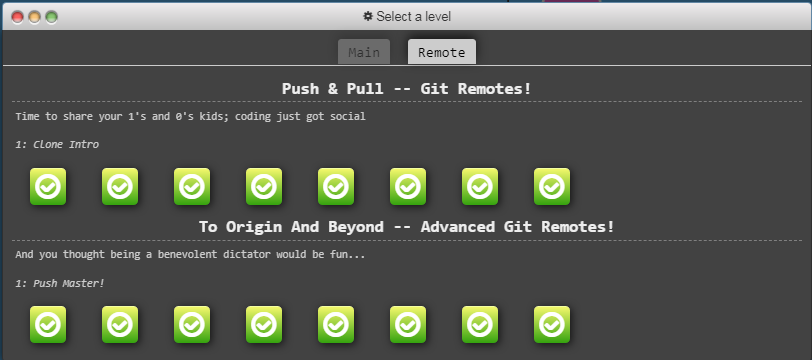 Select a level
Main
Remote
Push & Pull -- Git Remotes!
Time to share your 1's and 0's kids; coding just got social
1: Clone Intro
To Origin And Beyond -- Advanced Git Remotes!
And you thought being a benevolent dictator would be fun...
1: Push Master!